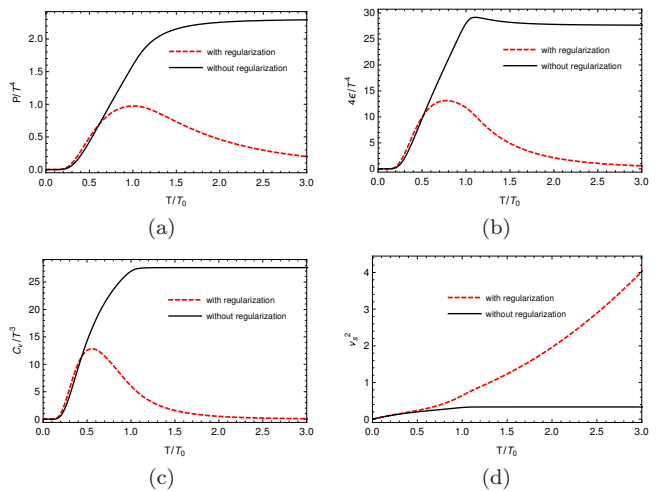 2.0
1.5
1.0
0.5
0.0
P/T⁴
with regularization
without regularization
0.0 0.5 1.0 1.5 2.0 2.5 3.0
T/T₀
(a)
30
25
20
15
10
5
0
4ϵ/T⁴
with regularization
without regularization
0.0 0.5 1.0 1.5 2.0 2.5 3.0
T/T₀
(b)
25
20
15
10
5
0
Cᵥ/T³
with regularization
without regularization
0.0 0.5 1.0 1.5 2.0 2.5 3.0
T/T₀
(c)
4
3
2
1
0
vₛ²
with regularization
without regularization
0.0 0.5 1.0 1.5 2.0 2.5 3.0
T/T₀
(d)